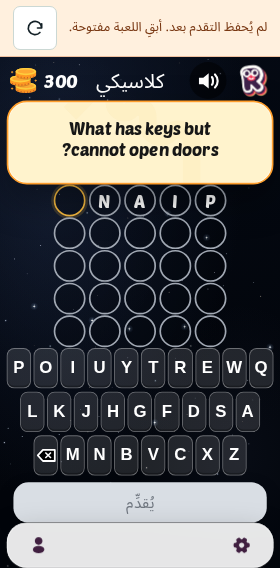 لم يُحفظ التقدم بعد. أبقِ اللعبة مفتوحة.
300
كلاسيكي
What has keys but
cannot open doors?
N A I P
P O I U Y T R E W Q
L K J H G F D S A
M N B V C X Z
يُقدِّم